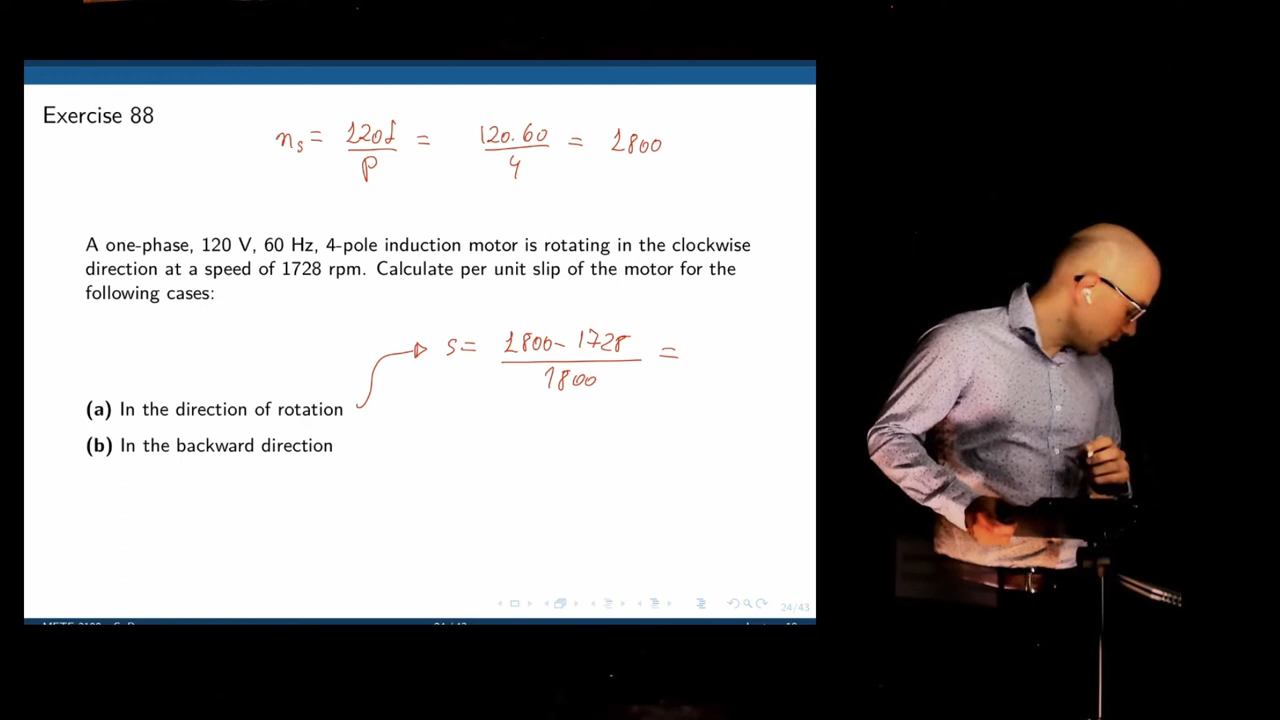 Exercise 88
n_s = 120f/P = 120.60/4 = 1800
A one-phase, 120 V, 60 Hz, 4-pole induction motor is rotating in the clockwise
direction at a speed of 1728 rpm. Calculate per unit slip of the motor for the
following cases:
s = 1800-1728/1800 =
(a) In the direction of rotation
(b) In the backward direction
24/43